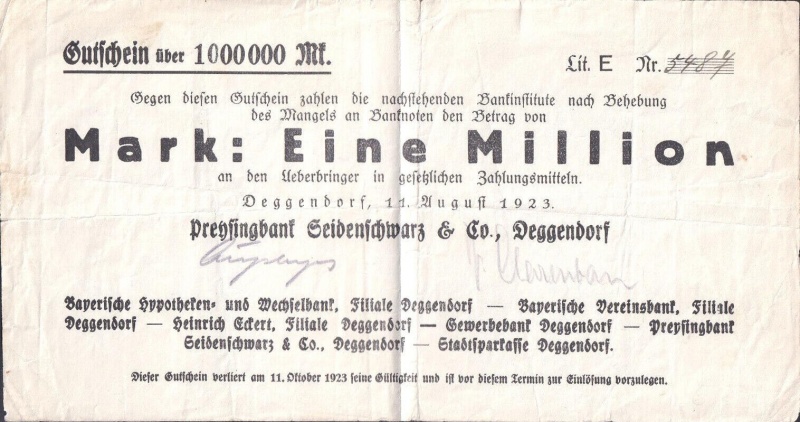 Gutschein über 1000000 Mk.
Lit. E Nr. 5487
Gegen diesen Gutschein zahlen die nachstehenden Bankinstitute nach Behebung
des Mangels an Banknoten den Betrag von
Mark: Eine Million
an den Ueberbringer in gesetzlichen Zahlungsmitteln.
Deggendorf, 11. August 1923.
Preysingbank Seidenschwarz & Co., Deggendorf
Bayerische Hypotheken- und Wechselbank, Filiale Deggendorf — Bayerische Vereinsbank, Filiale
Deggendorf — Heinrich Eckert, Filiale Deggendorf — Gewerbebank Deggendorf — Preysingbank
Seidenschwarz & Co., Deggendorf — Stadtsparkasse Deggendorf.
Dieser Gutschein verliert am 11. Oktober 1923 seine Gültigkeit und ist vor diesem Termin zur Einlösung vorzulegen.